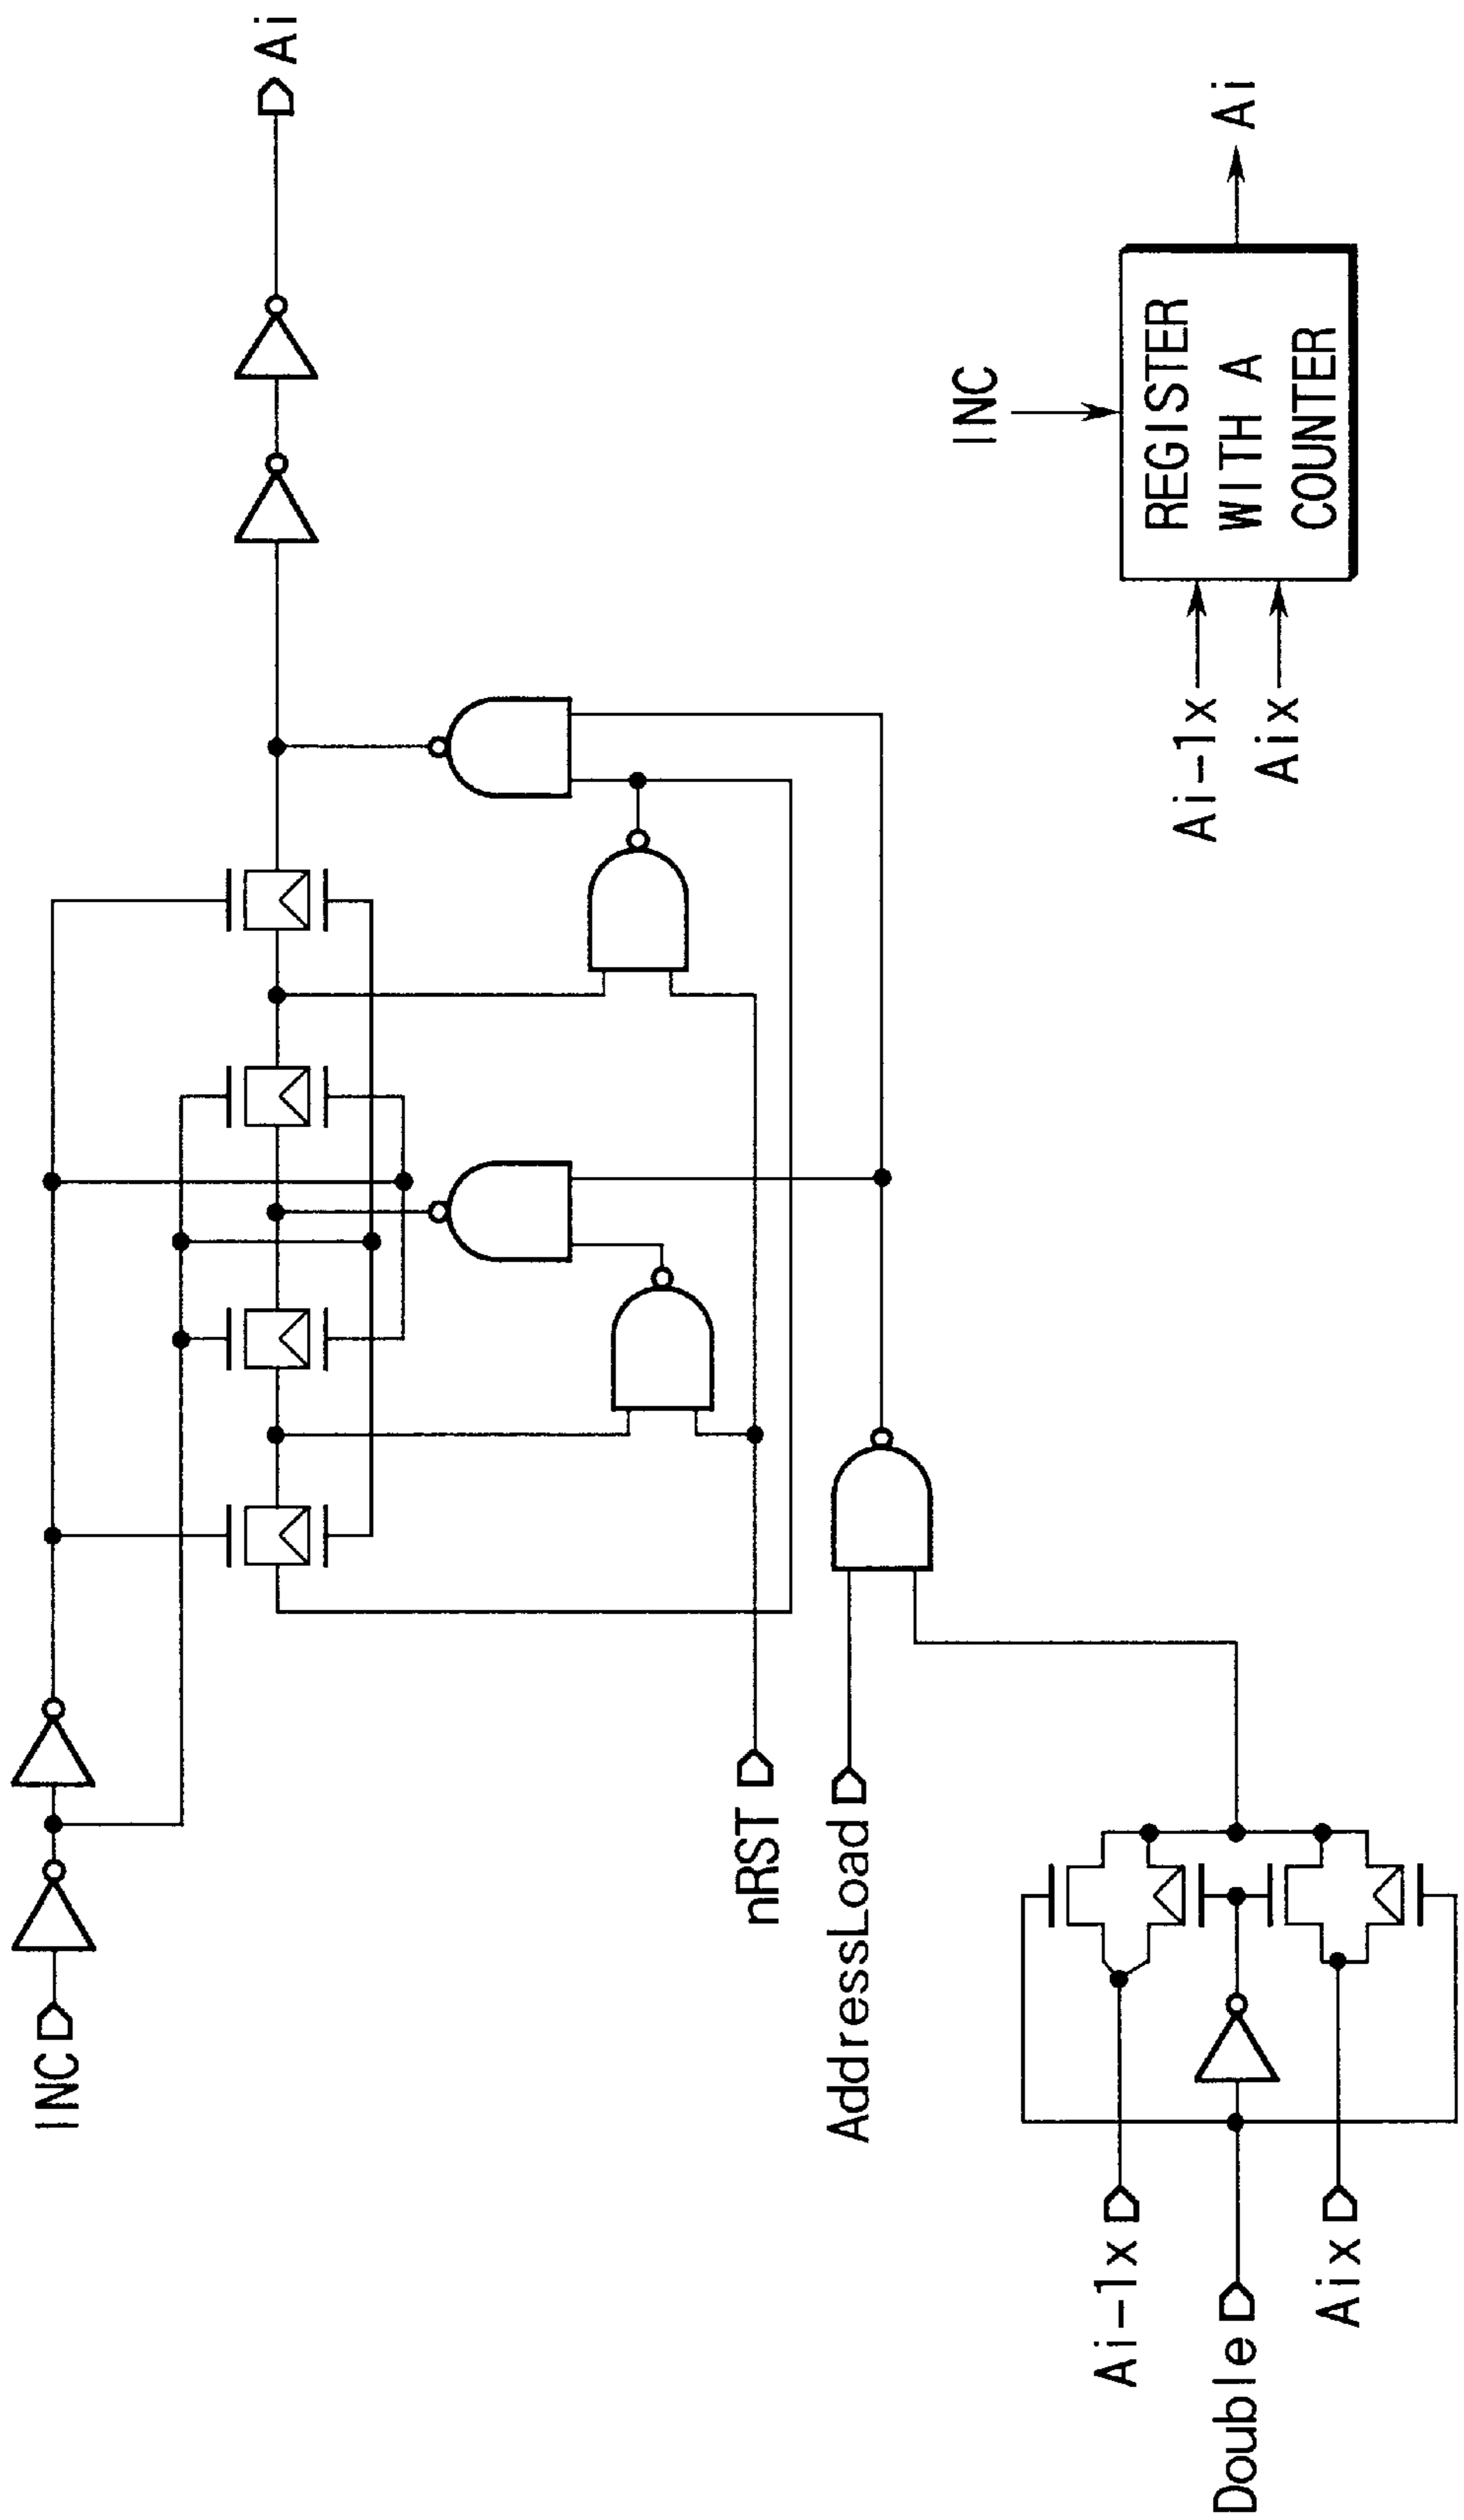 INC
Ai
nRST
AddressLoad
Ai-1x
Double
Aix
INC
Ai-1x
Aix
REGISTER
WITH A
COUNTER
Ai